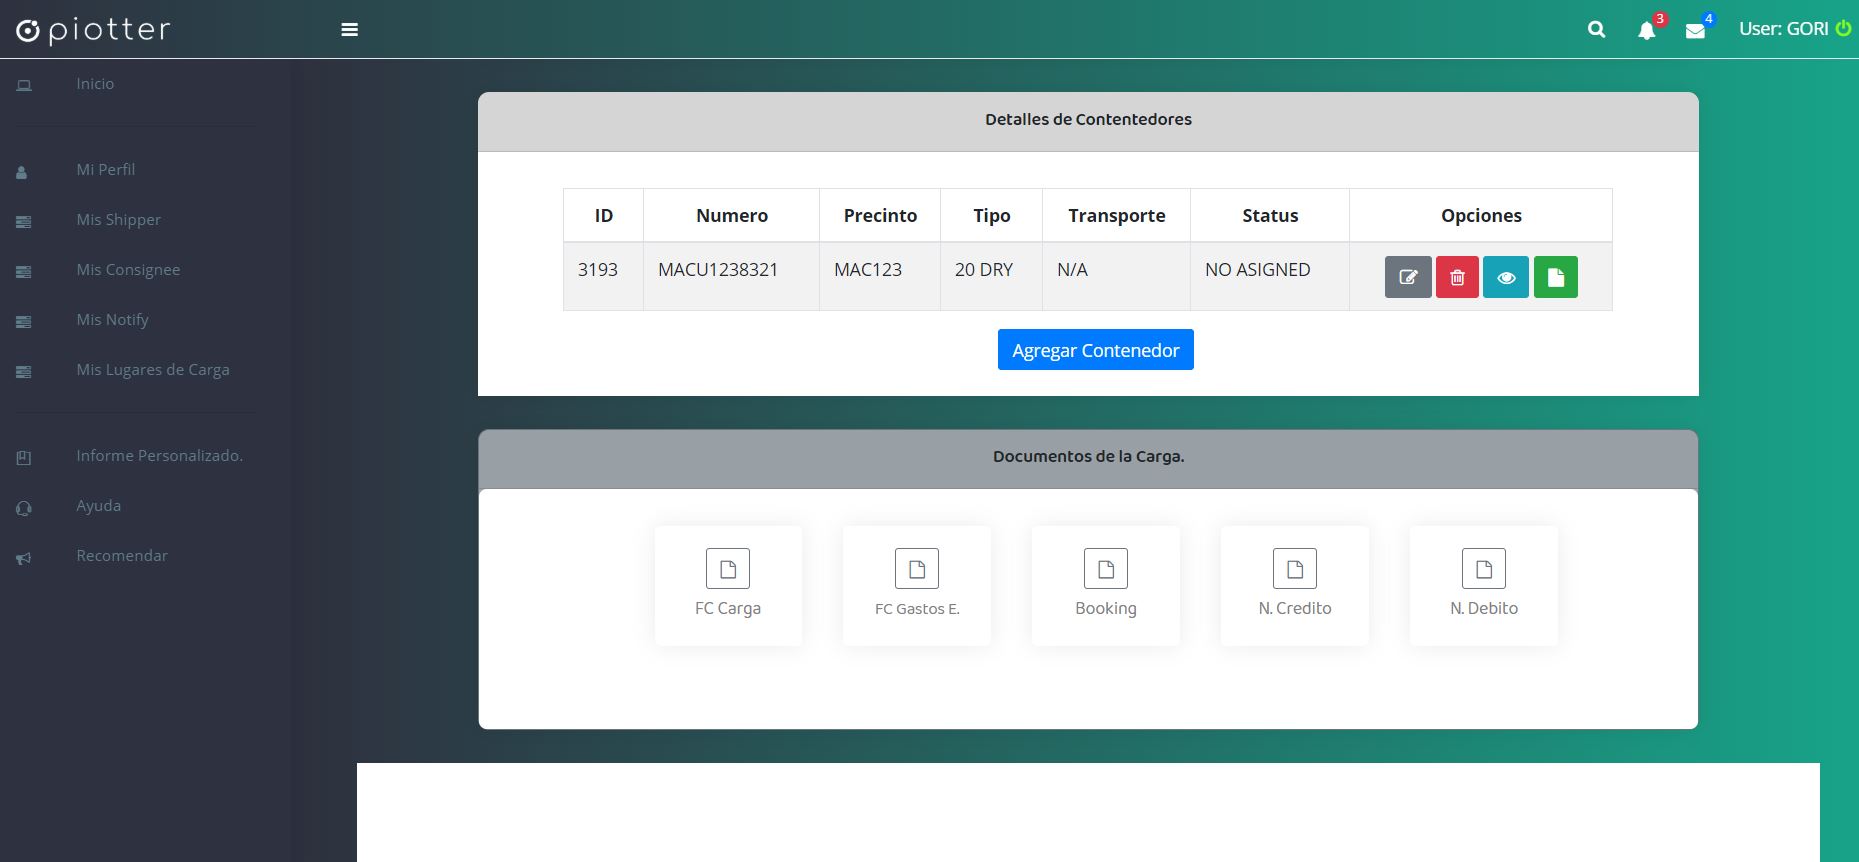 piotter
3
4
User: GORI
Inicio
Mi Perfil
Mis Shipper
Mis Consignee
Mis Notify
Mis Lugares de Carga
Informe Personalizado.
Ayuda
Recomendar
Detalles de Contentedores
ID Numero Precinto Tipo Transporte Status Opciones
3193 MACU1238321 MAC123 20 DRY N/A NO ASIGNED
Agregar Contenedor
Documentos de la Carga.
FC Carga FC Gastos E. Booking N. Credito N. Debito